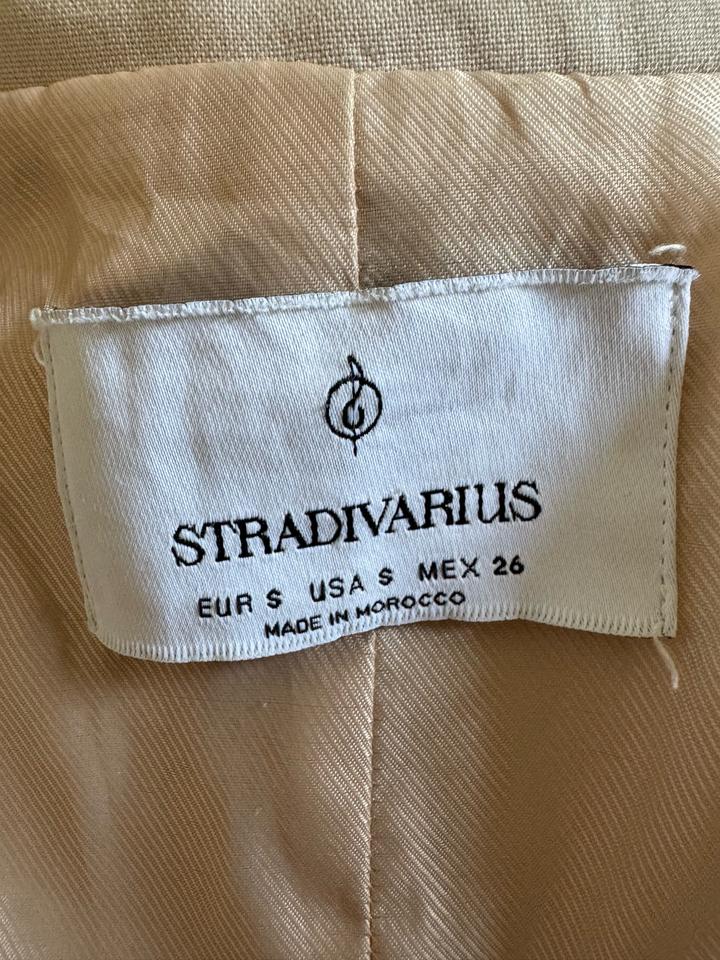 STRADIVARIUS
EUR S USA S MEX 26
MADE IN MOROCCO